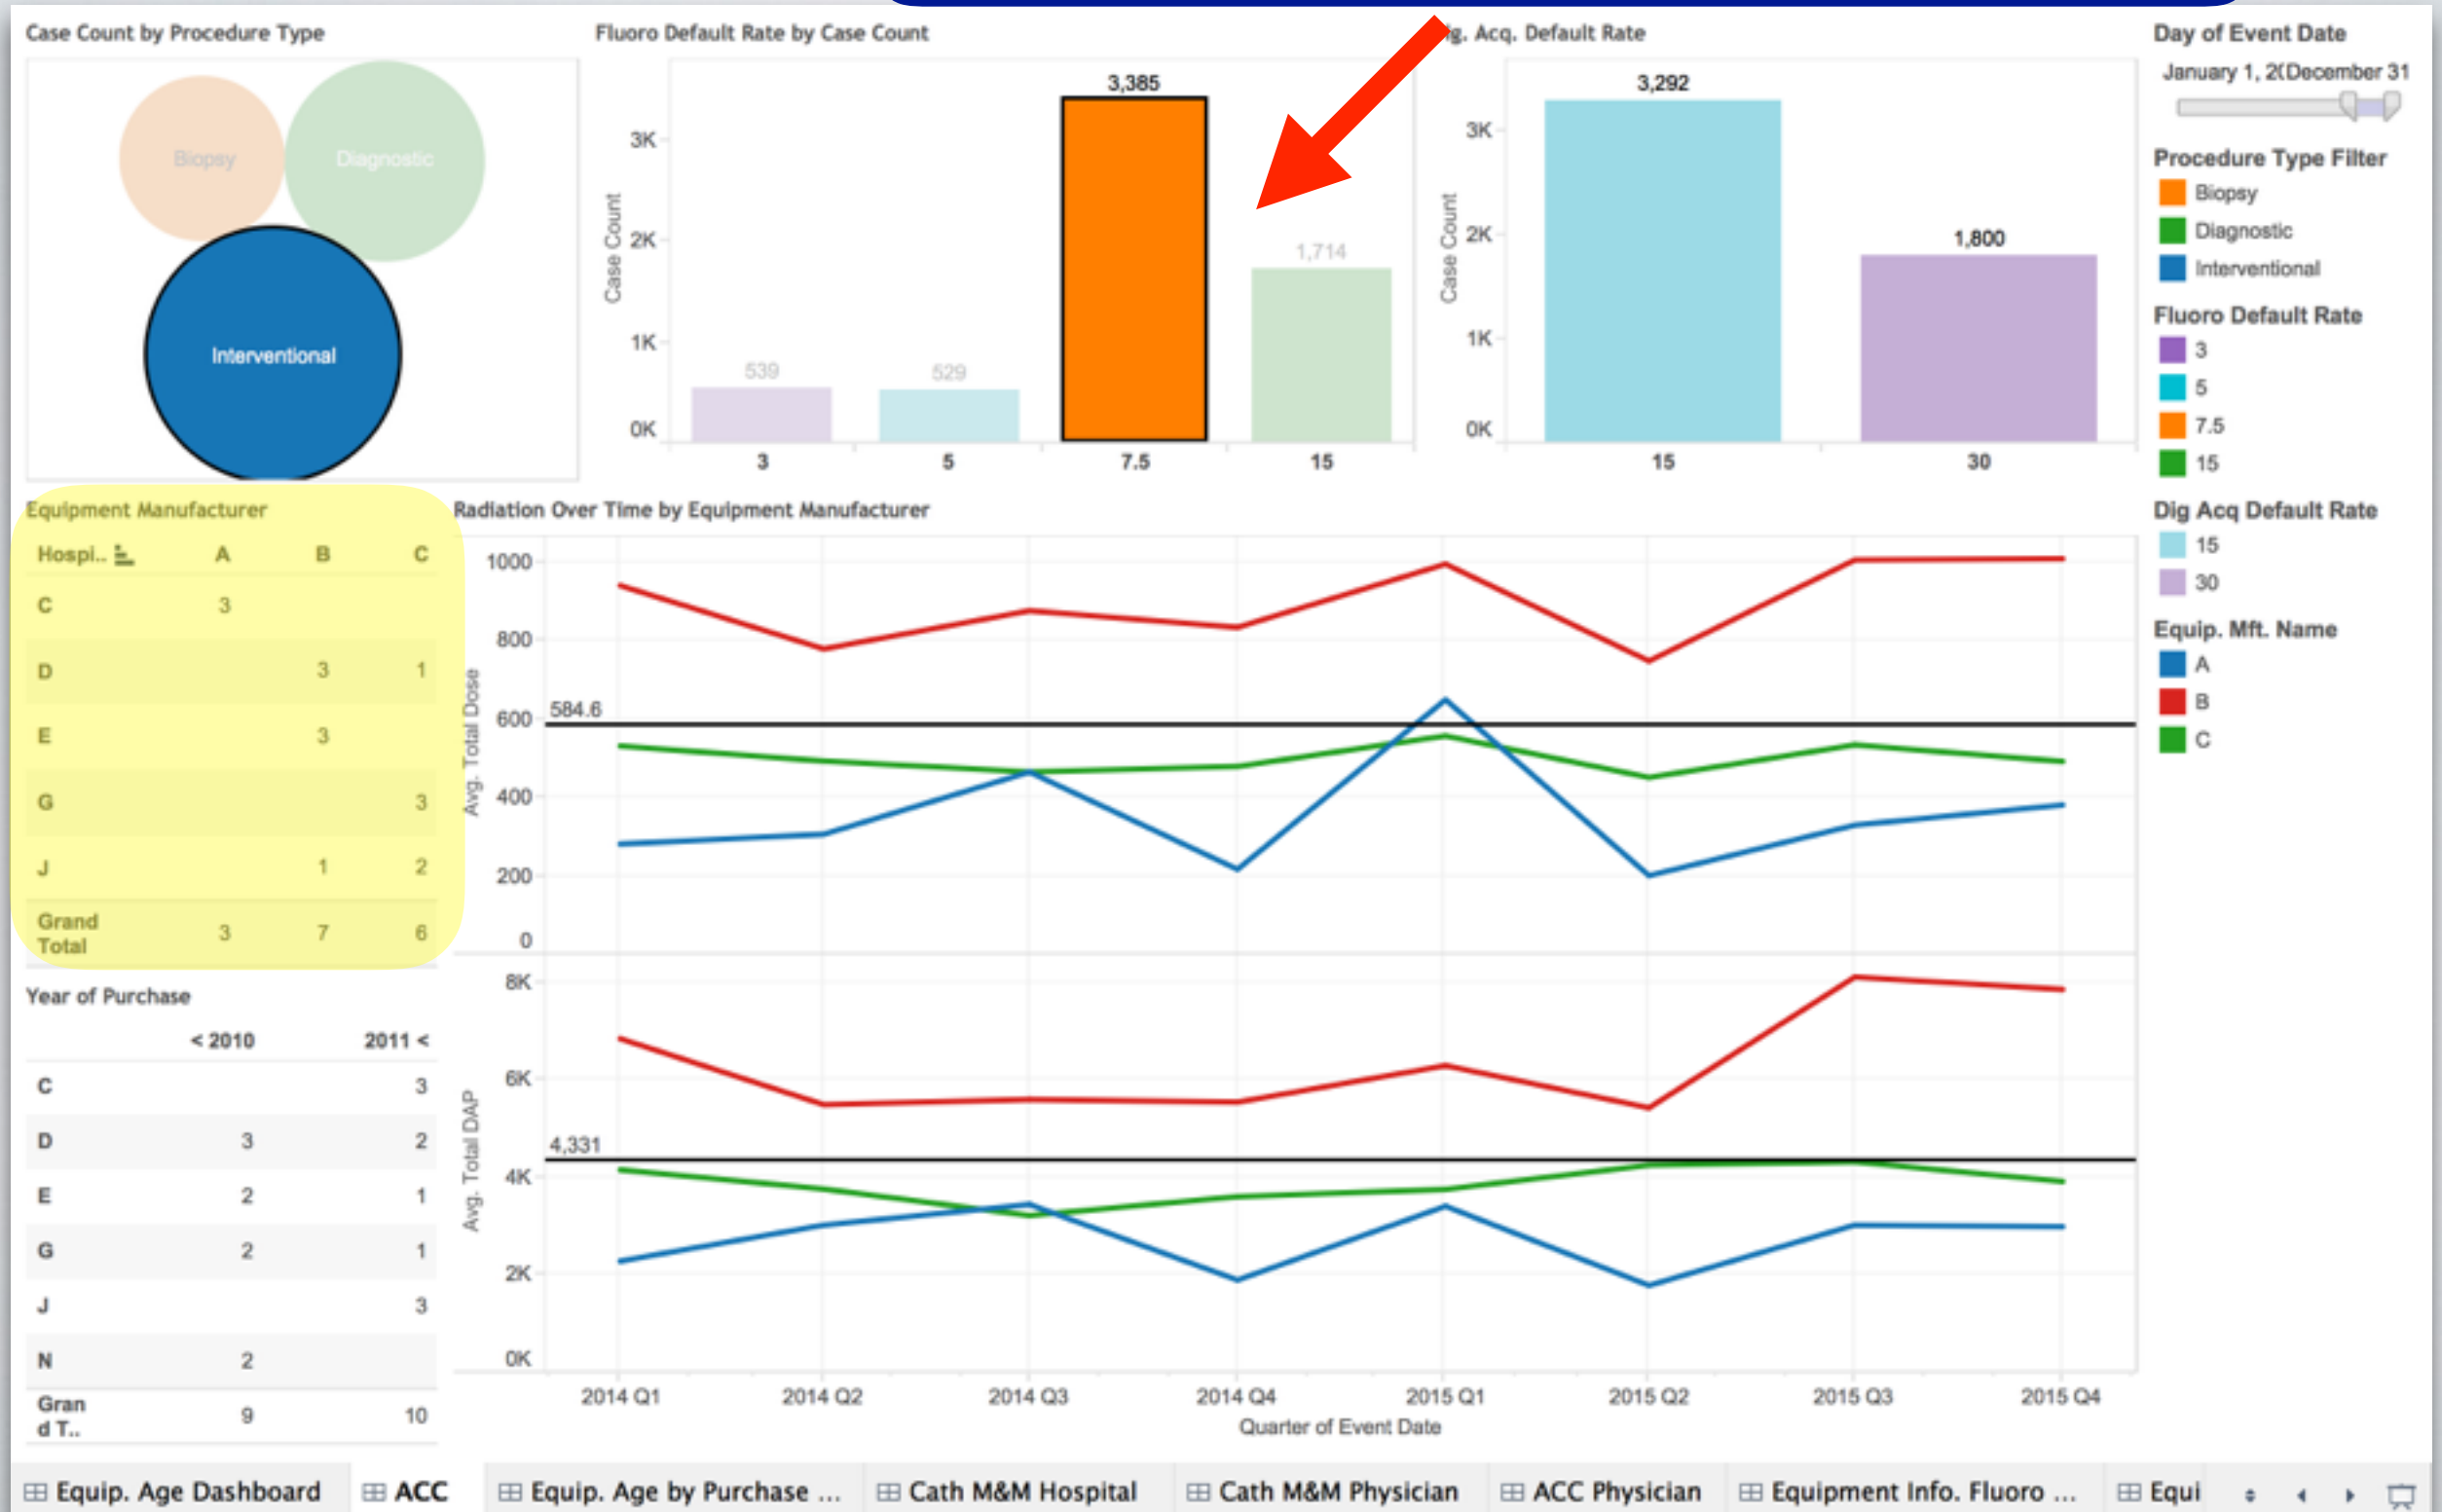 Case Count by Procedure Type
Biopsy
Diagnostic
Interventional
Fluoro Default Rate by Case Count
Case Count
3K
2K
1K
0K
539
529
3,385
1,714
3
5
7.5
15
g. Acq. Default Rate
Case Count
3K
2K
1K
0K
3,292
1,800
15
30
Day of Event Date
January 1, 2(December 31
Procedure Type Filter
Biopsy
Diagnostic
Interventional
Fluoro Default Rate
3
5
7.5
15
Dig Acq Default Rate
15
30
Equip. Mft. Name
A
B
C
Equipment Manufacturer
Hospi.. A B C
C 3
D 3 1
E 3
G 3
J 1 2
Grand
Total 3 7 6
Year of Purchase
< 2010 2011 <
C 3
D 3 2
E 2 1
G 2 1
J 3
N 2
Gran
d T.. 9 10
Radiation Over Time by Equipment Manufacturer
Avg. Total Dose
1000
800
600
400
200
0
584.6
Avg. Total DAP
8K
6K
4K
2K
0K
4,331
2014 Q1 2014 Q2 2014 Q3 2014 Q4 2015 Q1 2015 Q2 2015 Q3 2015 Q4
Quarter of Event Date
Equip. Age Dashboard ACC Equip. Age by Purchase ... Cath M&M Hospital Cath M&M Physician ACC Physician Equipment Info. Fluoro ... Equi